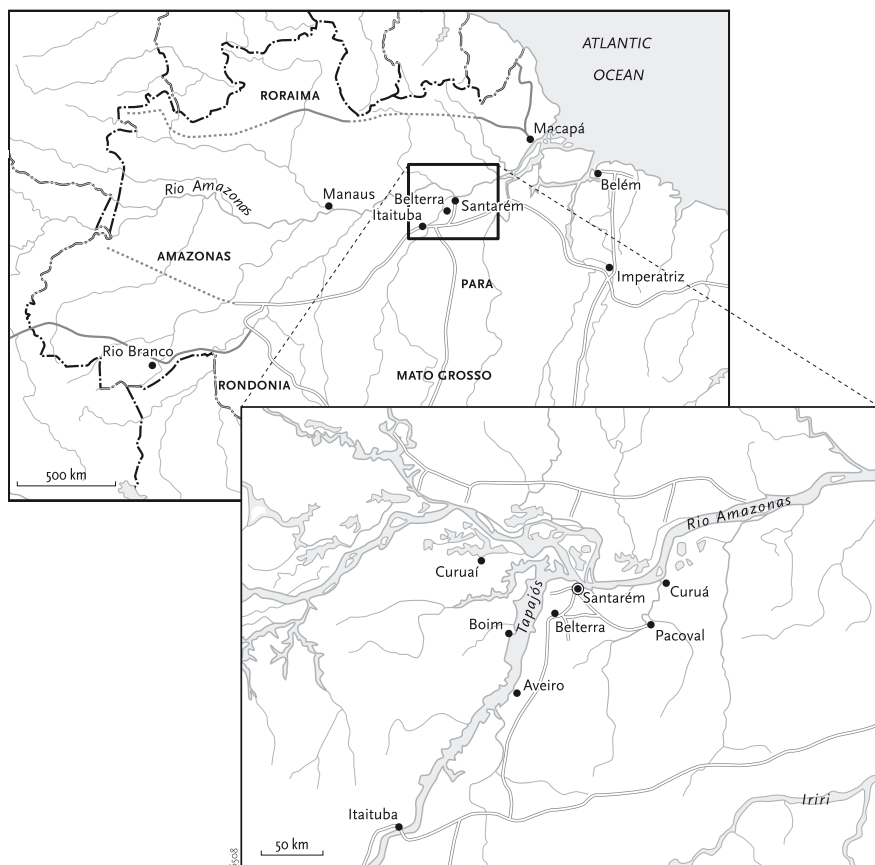 ATLANTIC
OCEAN
RORAIMA
Macapá
Rio Amazonas
Manaus
Belterra
Santarém
Itaituba
Belém
AMAZONAS
PARA
Imperatriz
Rio Branco
RONDONIA
MATO GROSSO
500 km
Rio Amazonas
Curuaí
Tapajós
Santarém
Curuá
Boim
Belterra
Pacoval
Aveiro
Itaituba
Iriri
50 km